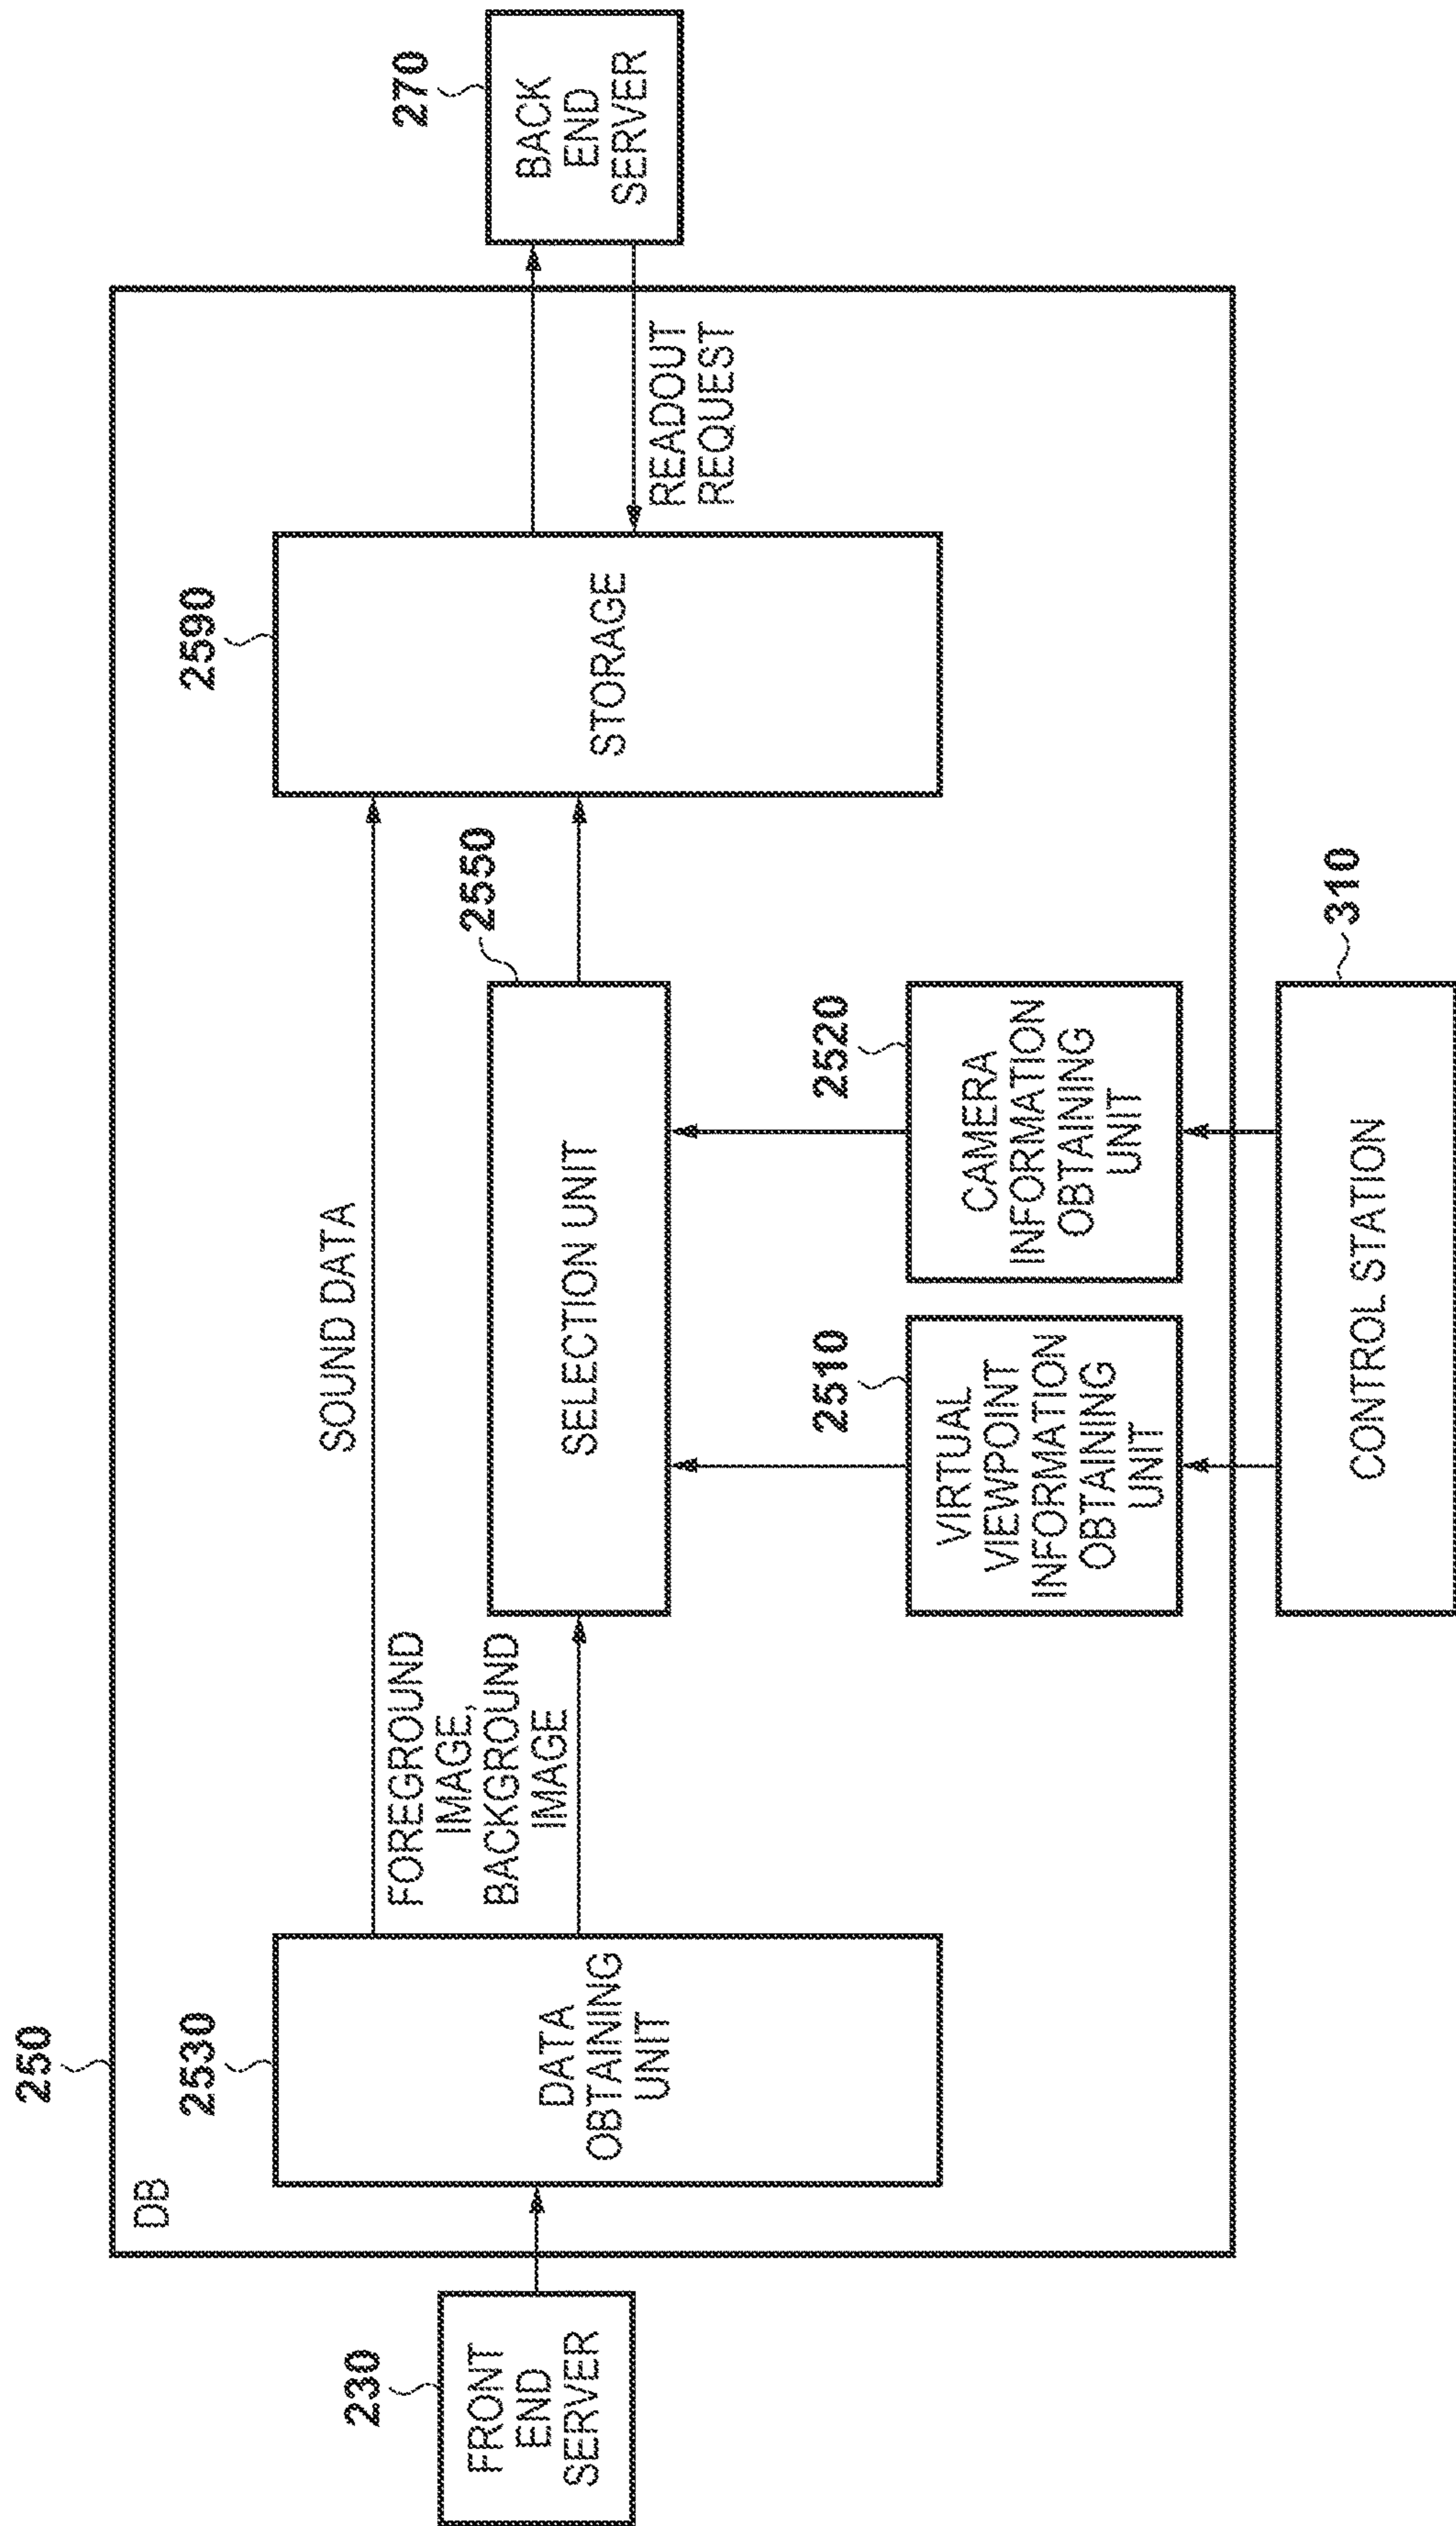 250
DB
230
FRONT
END
SERVER
2530
DATA
OBTAINING
UNIT
SOUND DATA
FOREGROUND
IMAGE,
BACKGROUND
IMAGE
2550
SELECTION UNIT
2510
VIRTUAL
VIEWPOINT
INFORMATION
OBTAINING
UNIT
2520
CAMERA
INFORMATION
OBTAINING
UNIT
310
CONTROL STATION
2590
STORAGE
READOUT
REQUEST
270
BACK
END
SERVER